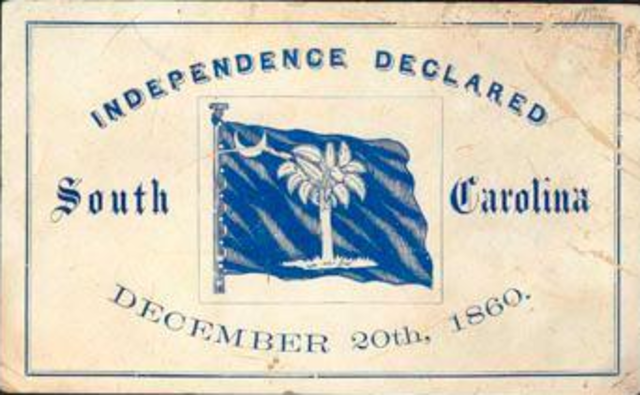 INDEPENDENCE DECLARED
South Carolina
DECEMBER 20th, 1860.